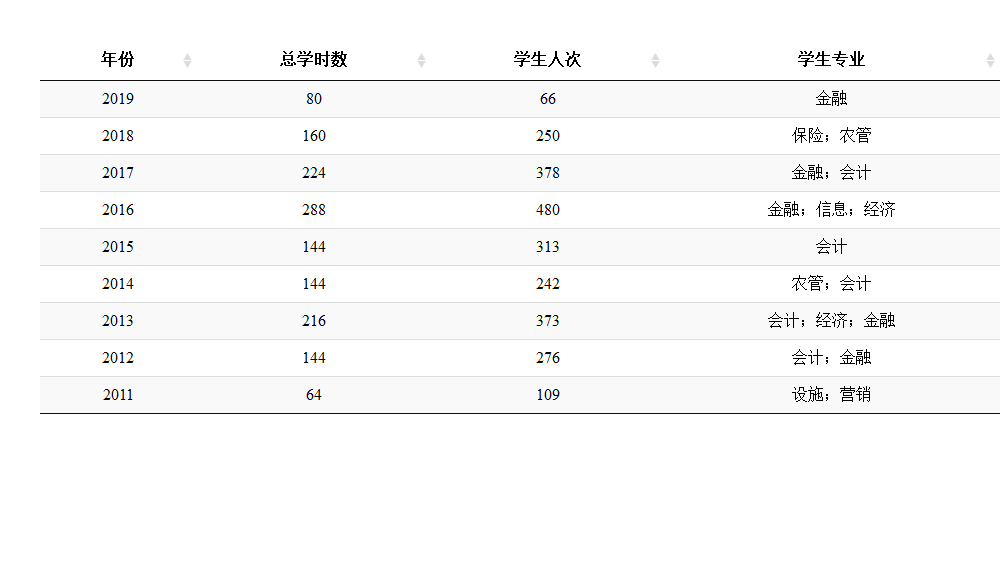 年份 总学时数 学生人次 学生专业
2019 80 66 金融
2018 160 250 保险；农管
2017 224 378 金融；会计
2016 288 480 金融；信息；经济
2015 144 313 会计
2014 144 242 农管；会计
2013 216 373 会计；经济；金融
2012 144 276 会计；金融
2011 64 109 设施；营销